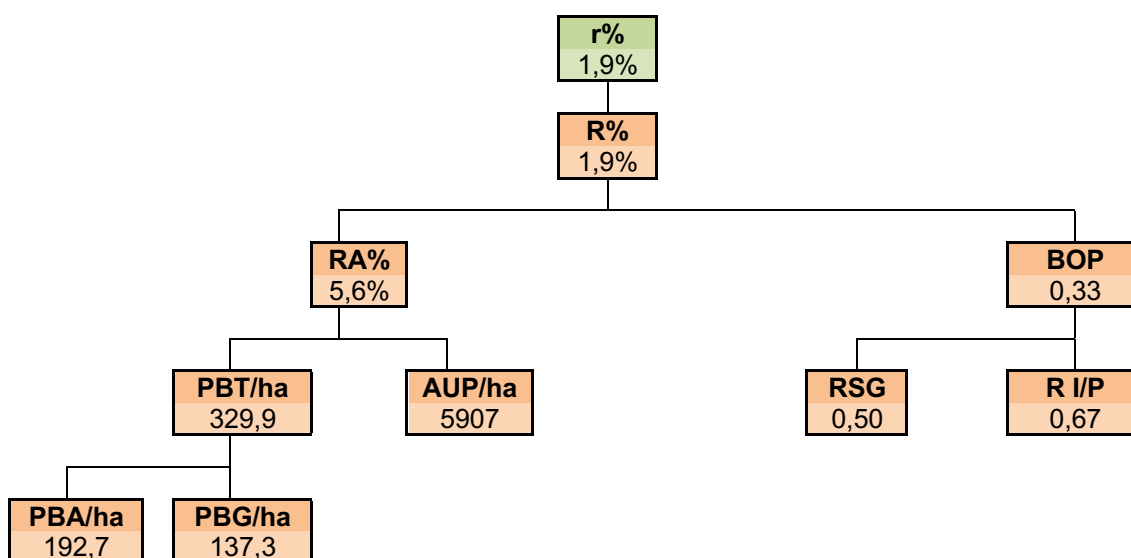 r%
1,9%
R%
1,9%
RA%
5,6%
BOP
0,33
PBT/ha
329,9
AUP/ha
5907
RSG
0,50
R I/P
0,67
PBA/ha
192,7
PBG/ha
137,3